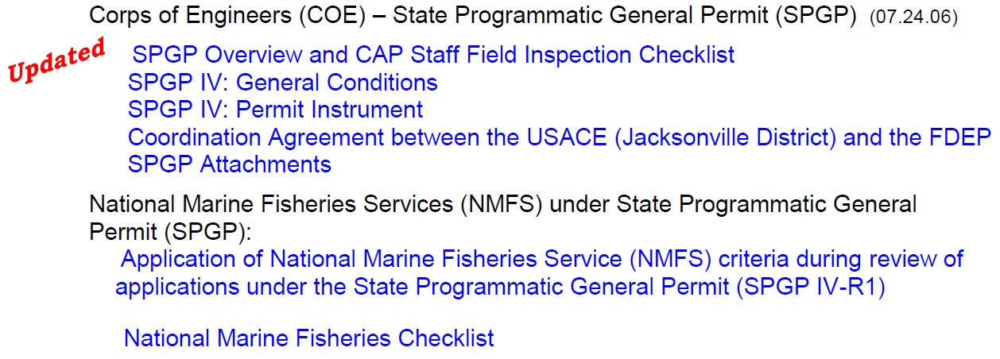 Corps of Engineers (COE) – State Programmatic General Permit (SPGP) (07.24.06)
Updated
SPGP Overview and CAP Staff Field Inspection Checklist
SPGP IV: General Conditions
SPGP IV: Permit Instrument
Coordination Agreement between the USACE (Jacksonville District) and the FDEP
SPGP Attachments
National Marine Fisheries Services (NMFS) under State Programmatic General
Permit (SPGP):
Application of National Marine Fisheries Service (NMFS) criteria during review of
applications under the State Programmatic General Permit (SPGP IV-R1)
National Marine Fisheries Checklist